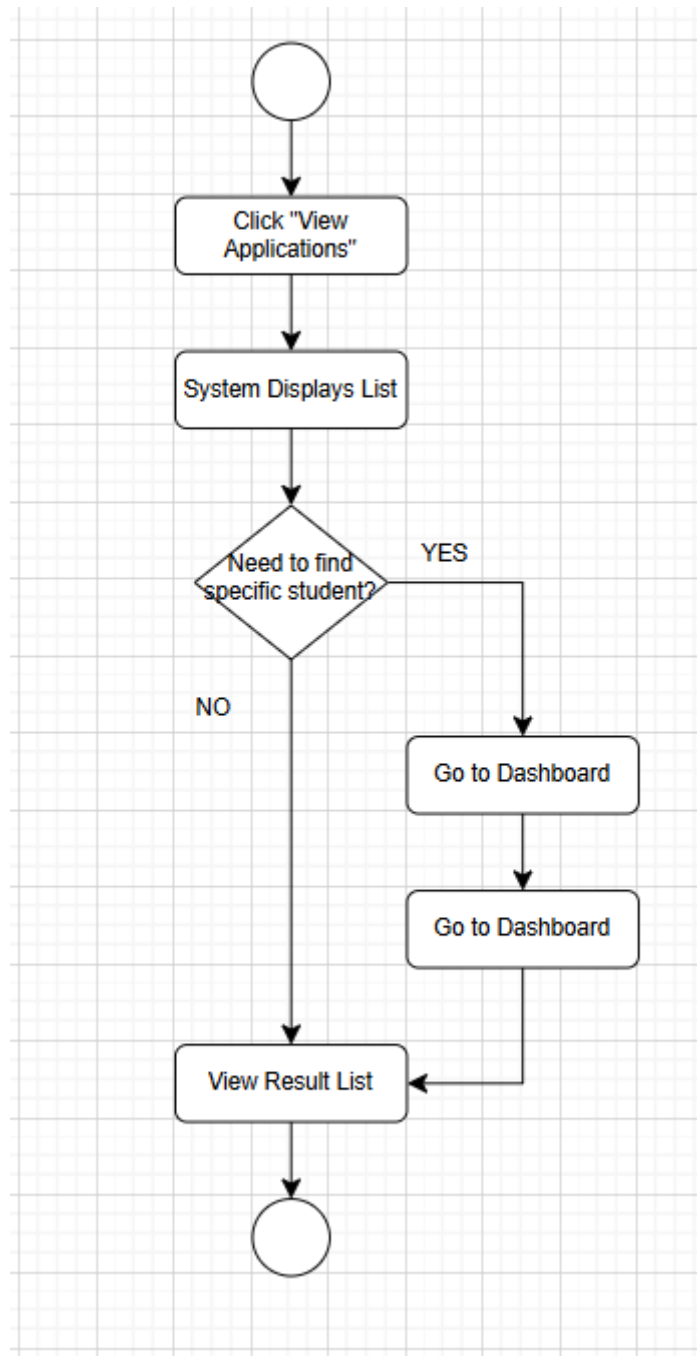 Click "View
Applications"
System Displays List
Need to find
specific student?
YES
NO
Go to Dashboard
Go to Dashboard
View Result List